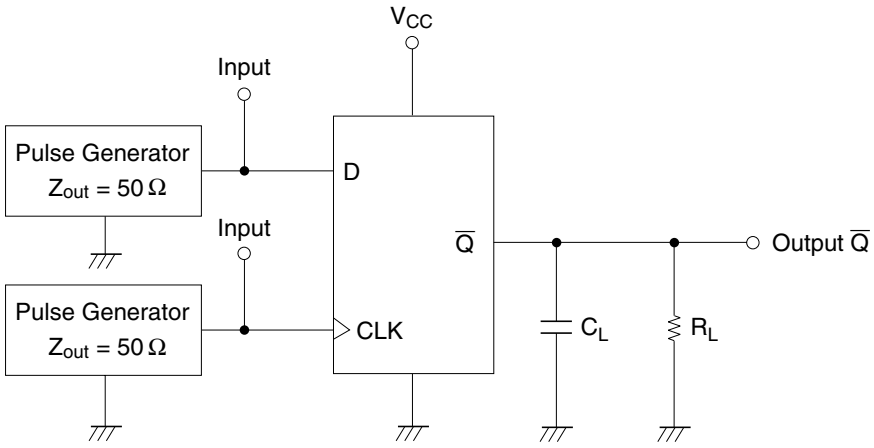 V_CC
Input
Pulse Generator
Z_out = 50 Ω
D
Input
Q̅
Output Q̅
Pulse Generator
Z_out = 50 Ω
CLK
C_L
R_L